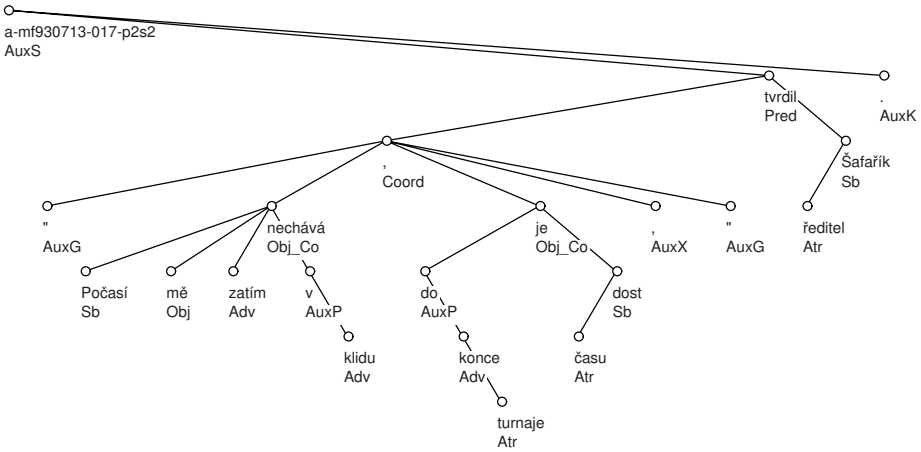 a-mf930713-017-p2s2
AuxS
tvrdil
Pred
.
AuxK
,
Coord
Šafařík
Sb
"
AuxG
nechává
Obj_Co
je
Obj_Co
,
AuxX
"
AuxG
ředitel
Atr
Počasí
Sb
mě
Obj
zatím
Adv
v
AuxP
do
AuxP
dost
Sb
klidu
Adv
konce
Adv
času
Atr
turnaje
Atr